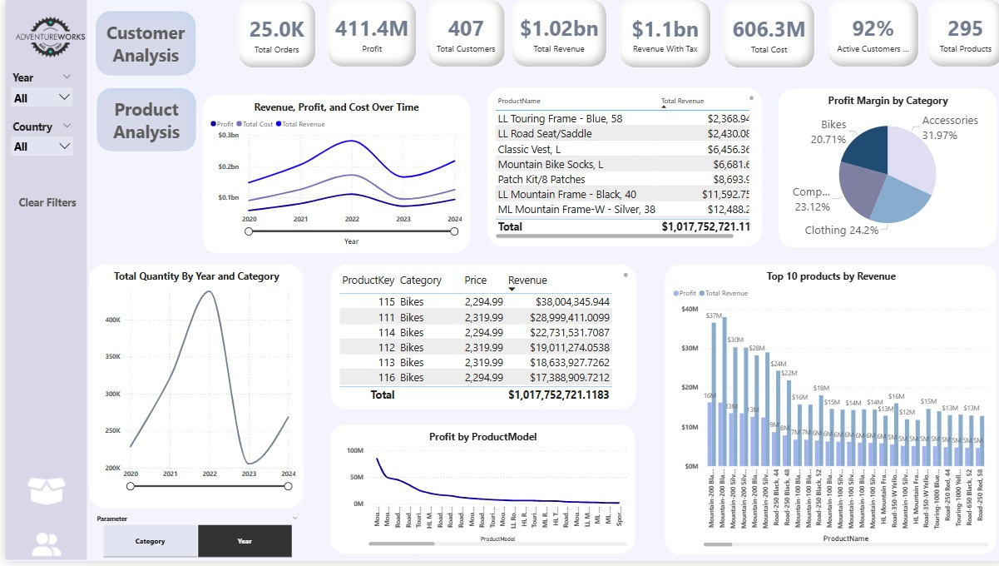 ADVENTUREWORKS
Year
All
Country
All
Clear Filters
Customer
Analysis
Product
Analysis
25.0K
Total Orders
411.4M
Profit
407
Total Customers
$1.02bn
Total Revenue
$1.1bn
Revenue With Tax
606.3M
Total Cost
92%
Active Customers ...
295
Total Products
Revenue, Profit, and Cost Over Time
Profit Total Cost Total Revenue
$0.3bn
$0.2bn
$0.1bn
2020 2021 2022 2023 2024
Year
ProductName Total Revenue
LL Touring Frame - Blue, 58 $2,368.94
LL Road Seat/Saddle $2,430.08
Classic Vest, L $6,456.36
Mountain Bike Socks, L $6,681.6
Patch Kit/8 Patches $8,693.9
LL Mountain Frame - Black, 40 $11,592.75
ML Mountain Frame-W - Silver, 38 $12,488.2
Total $1,017,752,721.11
Profit Margin by Category
Bikes
20.71%
Accessories
31.97%
Comp...
23.12%
Clothing 24.2%
Total Quantity By Year and Category
400K
350K
300K
250K
200K
2020 2021 2022 2023 2024
Parameter
Category
Year
ProductKey Category Price Revenue
115 Bikes 2,294.99 $38,004,345.944
111 Bikes 2,319.99 $28,999,411.0099
114 Bikes 2,294.99 $22,731,531.7087
112 Bikes 2,319.99 $19,011,274.0538
113 Bikes 2,319.99 $18,633,927.7262
116 Bikes 2,294.99 $17,388,909.7212
Total $1,017,752,721.1183
Profit by ProductModel
100M
50M
0M
Mou...
Mou...
Road...
Road...
Touri...
HL M...
Road...
Road...
Road...
Mou...
Road...
Touri...
Mou...
LL Ro...
HL R...
Touri...
ML R...
HL T...
Road...
Mou...
LL M...
ML ...
ML ...
Spor...
ProductModel
Top 10 products by Revenue
Profit Total Revenue
$40M
$30M
$20M
$10M
$0M
$37M
$30M
$28M
$24M
$22M
$16M
$18M
$15M
$14M
$14M
$13M
$16M
$12M
$15M
$13M
$13M
16M
13M
13M
9M
8M
7M
7M
6M
6M
6M
6M
6M
6M
6M
5M
5M
5M
5M
5M
5M
5M
5M
Mountain-200 Bla...
Mountain-200 Bla...
Mountain-200 Silv...
Mountain-200 Silv...
Mountain-200 Bla...
Mountain-200 Silv...
Road-250 Black, 44
Road-250 Black, 48
Mountain-100 Bla...
Mountain-100 Bla...
Road-250 Black, 52
Mountain-100 Bla...
Mountain-100 Silv...
Mountain-100 Silv...
Mountain-100 Bla...
Mountain-100 Silv...
HL Mountain Fra...
Road-350-W Yello...
Mountain-100 Silv...
HL Mountain Fra...
Road-350-W Yello...
Touring-1000 Blue...
Road-250 Red, 44
Touring-1000 Yell...
Road-650 Black, 52
Road-250 Red, 58
ProductName